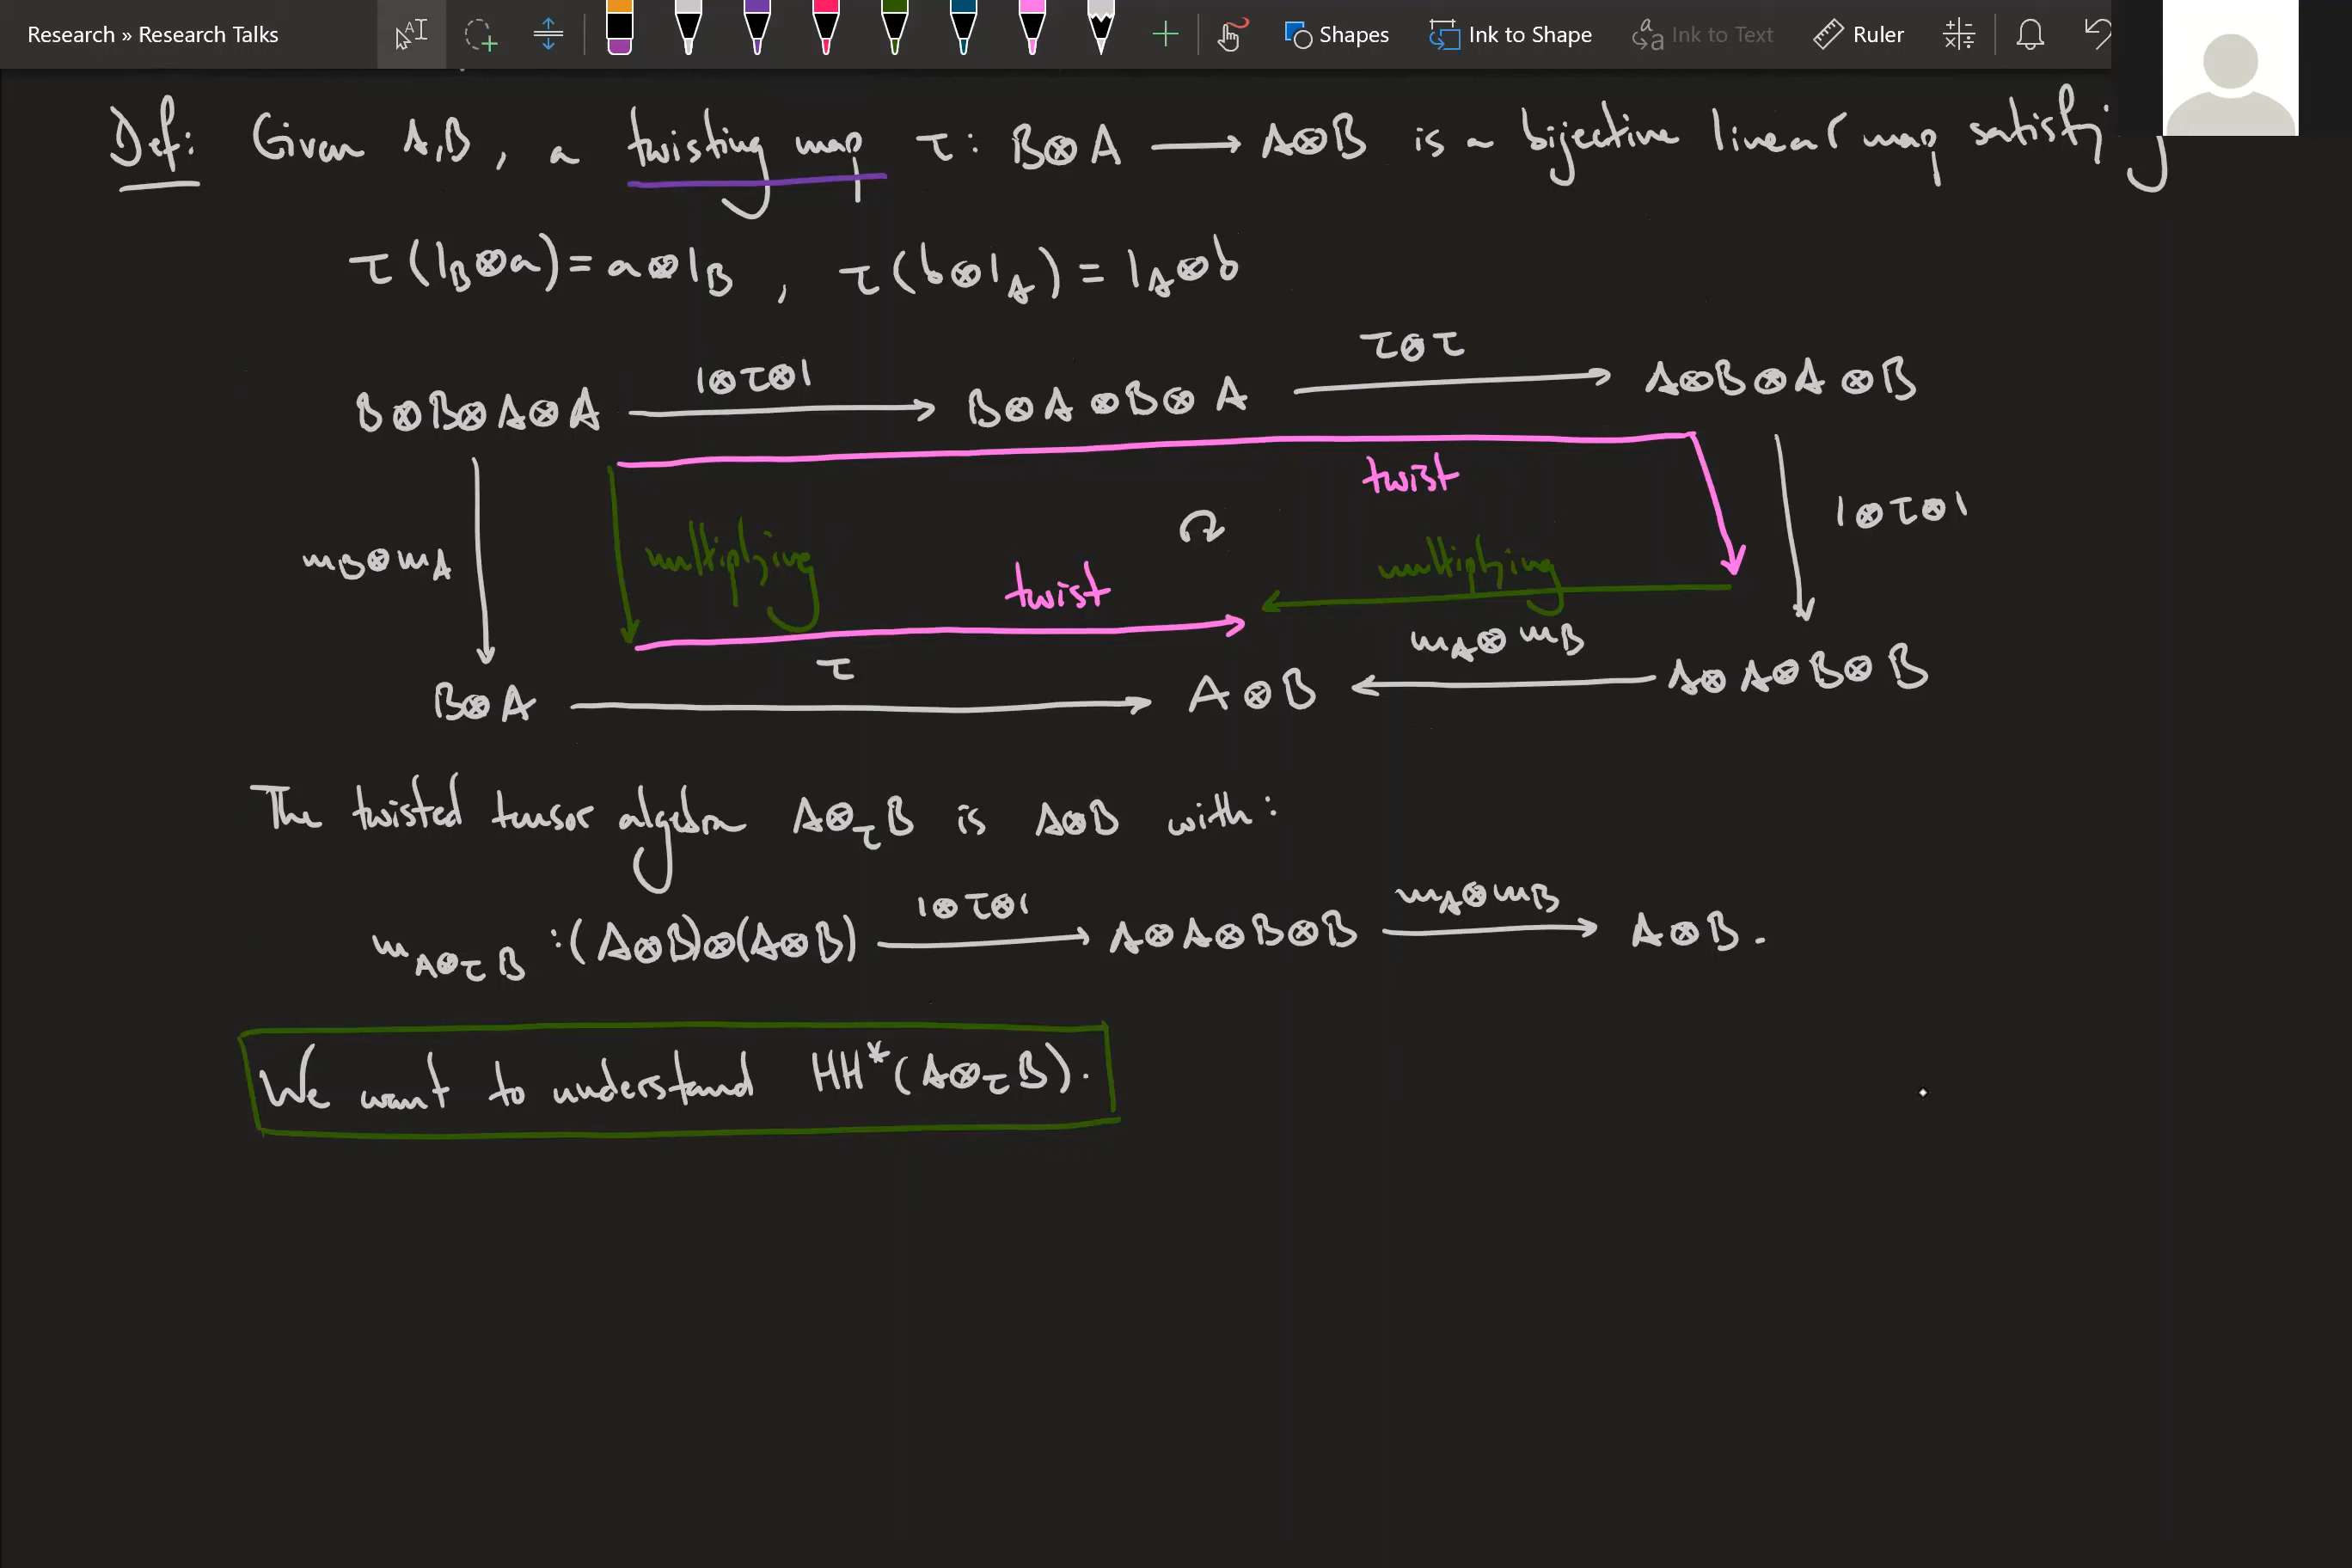 Research » Research Talks Shapes Ink to Shape Ink to Text Ruler
Def: Given A,B, a twisting map τ: B⊗A ⟶ A⊗B is a bijective linear map satisfy
τ(1_B⊗a)=a⊗1_B, τ(b⊗1_A)=1_A⊗b
1⊗τ⊗1 τ⊗τ
B⊗B⊗A⊗A ⟶ B⊗A⊗B⊗A ⟶ A⊗B⊗A⊗B
twist
m_B⊗m_A multiplying twist multiplying 1⊗τ⊗1
τ m_A⊗m_B
B⊗A ⟶ A⊗B ⟵ A⊗A⊗B⊗B
The twisted tensor algebra A⊗_τB is A⊗B with:
1⊗τ⊗1 m_A⊗m_B
m_{A⊗_τB} :(A⊗B)⊗(A⊗B) ⟶ A⊗A⊗B⊗B ⟶ A⊗B.
We want to understand HH*(A⊗_τB).